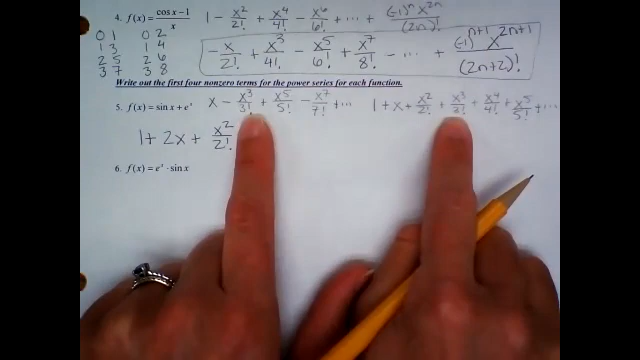 4. f(x) = (cos x − 1)/x   1 − x²/2! + x⁴/4! − x⁶/6! + ··· + (-1)ⁿ x²ⁿ/(2n)!
0 1   0 2
1 3   1 4
2 5   2 6
3 7   3 8
−x/2! + x³/4! − x⁵/6! + x⁷/8! − ··· + (-1)ⁿ⁺¹ x²ⁿ⁺¹/(2n+2)!
Write out the first four nonzero terms for the power series for each function.
5. f(x) = sin x + eˣ   x − x³/3! + x⁵/5! − x⁷/7! + ···   1 + x + x²/2! + x³/3! + x⁴/4! + x⁵/5! + ···
1 + 2x + x²/2!
6. f(x) = eˣ · sin x